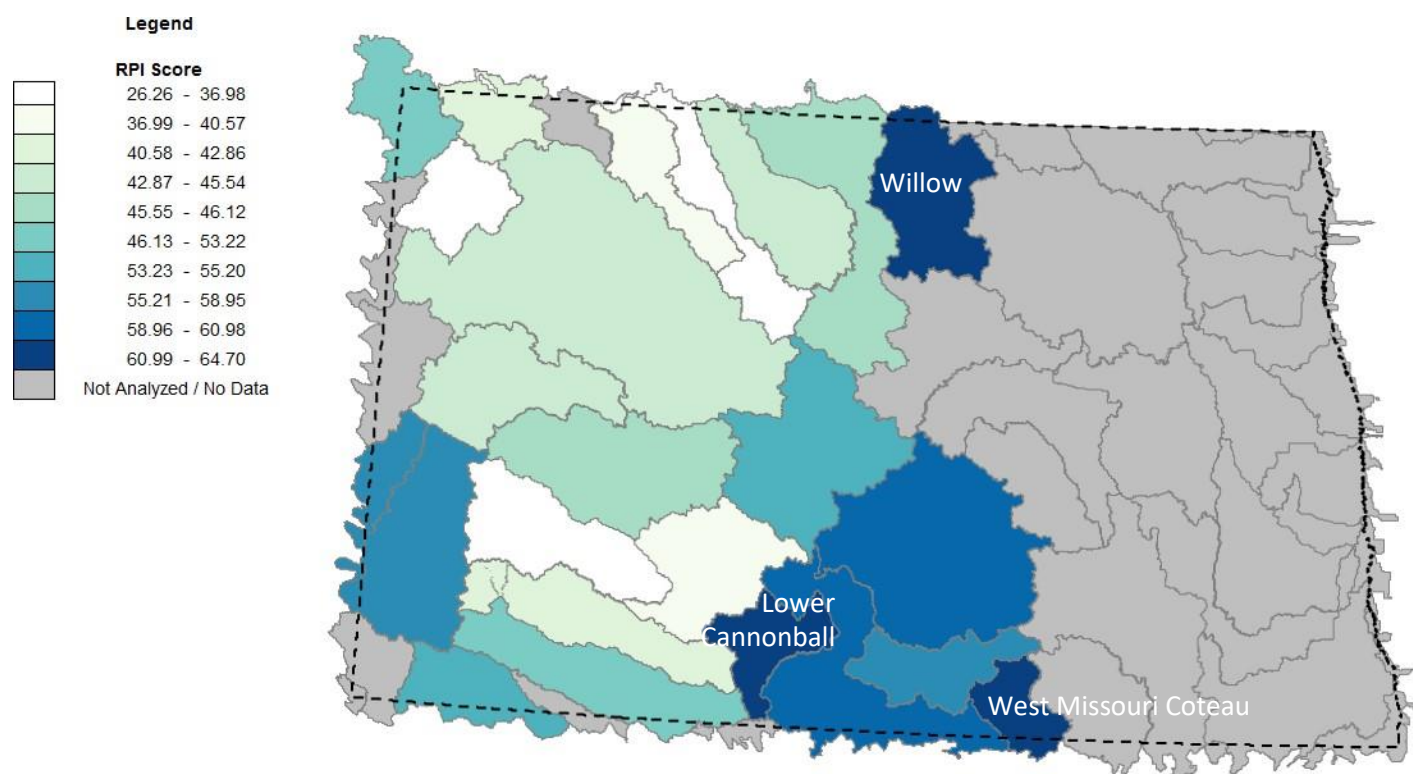 Legend
RPI Score
26.26 - 36.98
36.99 - 40.57
40.58 - 42.86
42.87 - 45.54
45.55 - 46.12
46.13 - 53.22
53.23 - 55.20
55.21 - 58.95
58.96 - 60.98
60.99 - 64.70
Not Analyzed / No Data
Willow
Lower
Cannonball
West Missouri Coteau